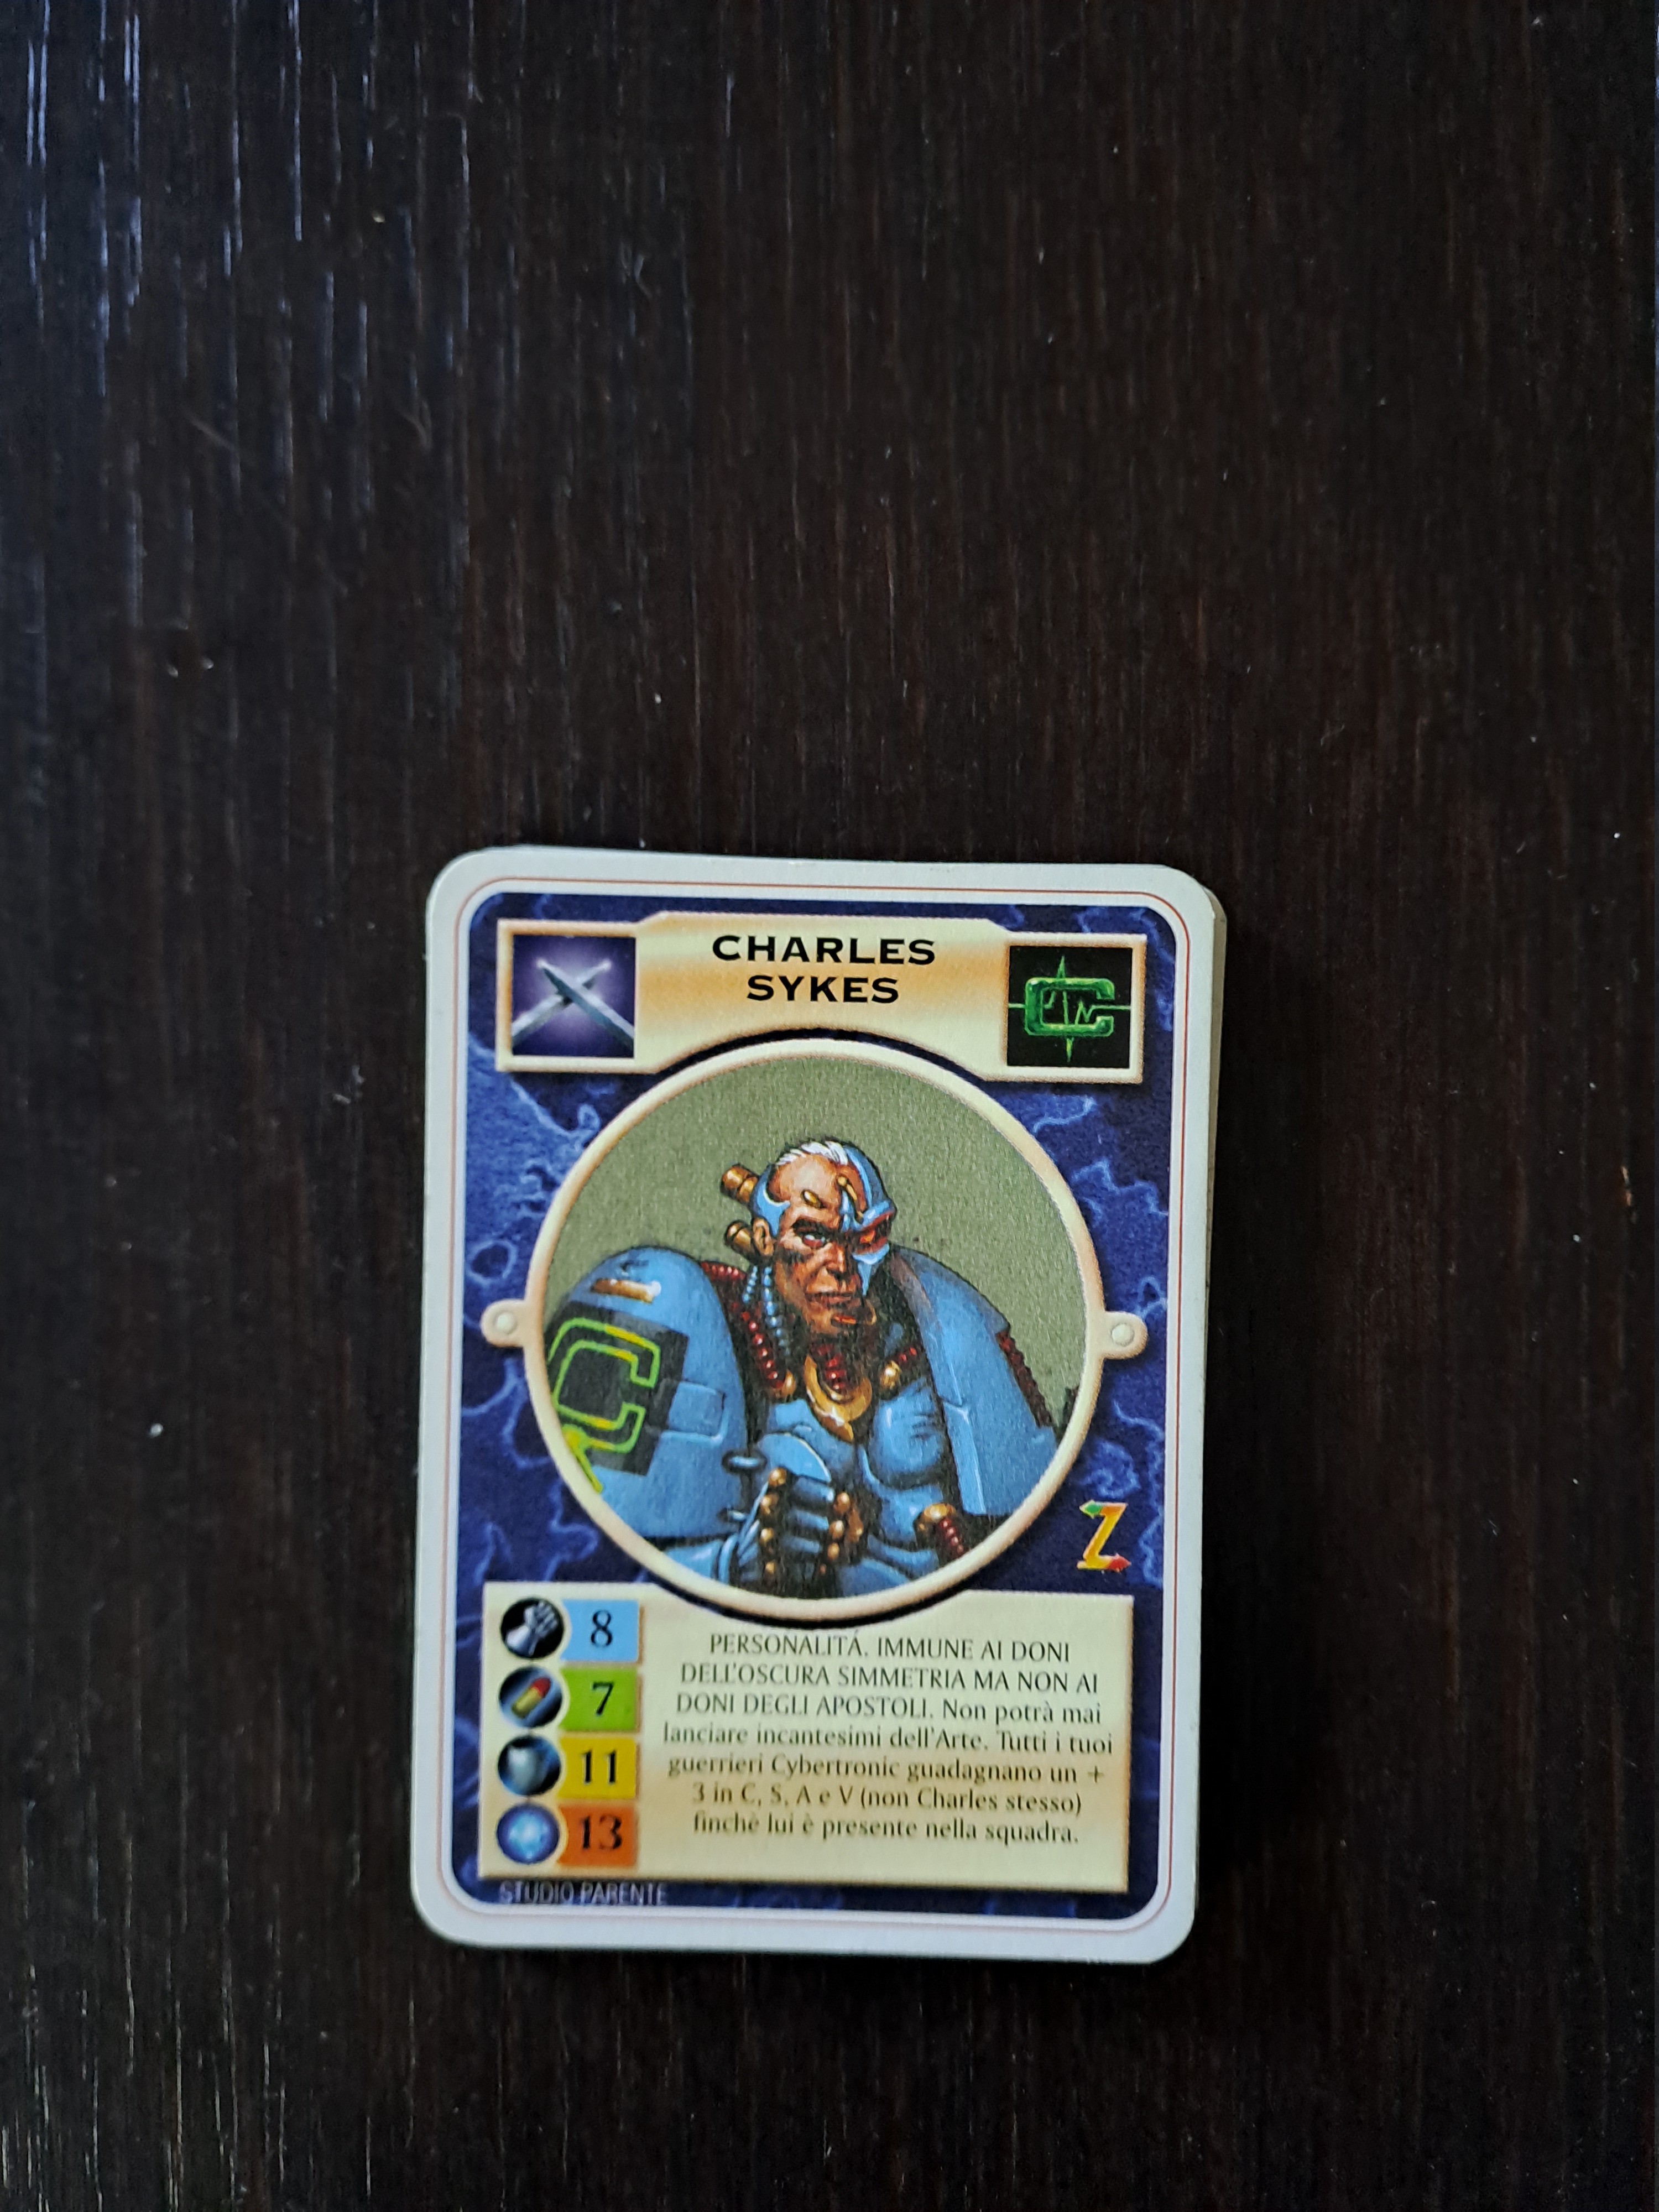 CHARLES
SYKES
8
7
11
13
PERSONALITÁ. IMMUNE AI DONI
DELL'OSCURA SIMMETRIA MA NON AI
DONI DEGLI APOSTOLI. Non potrà mai
lanciare incantesimi dell'Arte. Tutti i tuoi
guerrieri Cybertronic guadagnano un +
3 in C, S, A e V (non Charles stesso)
finchè lui è presente nella squadra.
STUDIO PARENTE